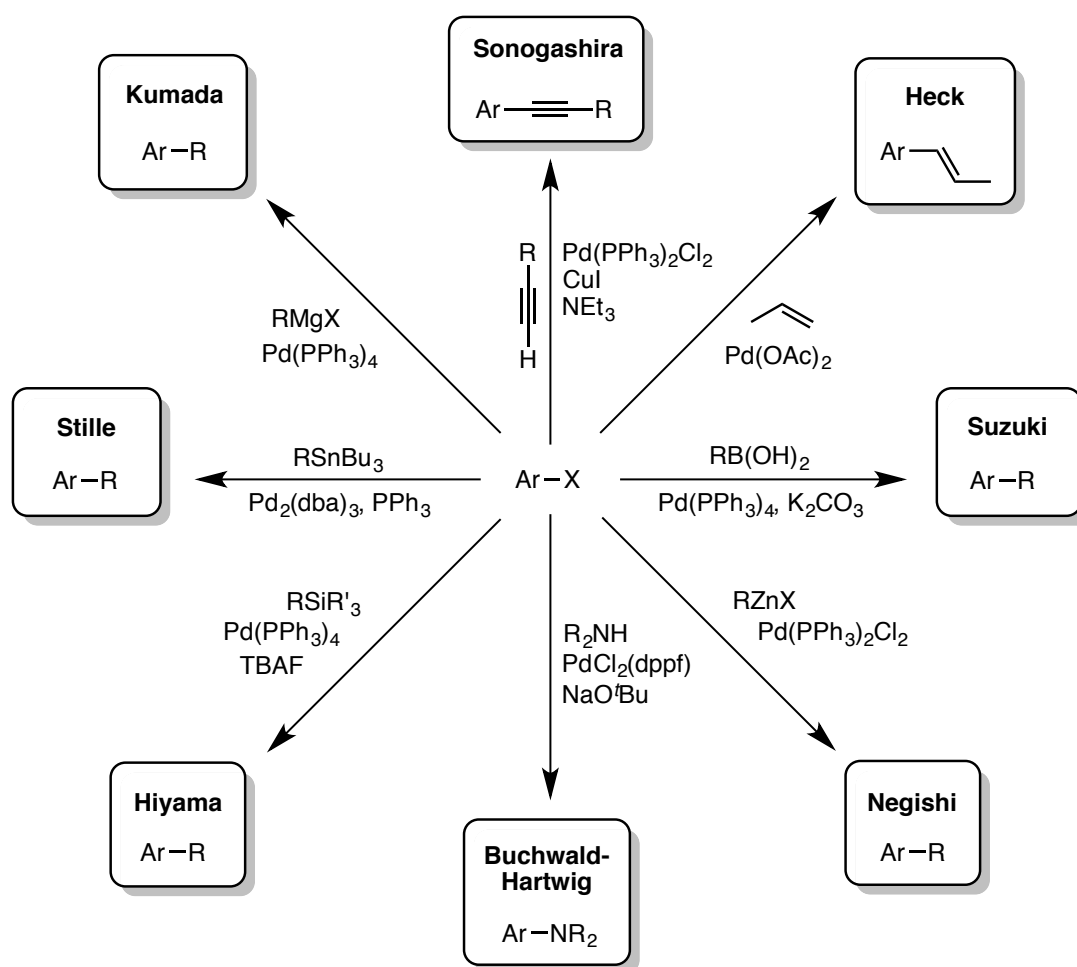 Sonogashira
Ar R
Kumada
Ar–R
Heck
Ar
R
H
Pd(PPh₃)₂Cl₂
CuI
NEt₃
RMgX
Pd(PPh₃)₄
Pd(OAc)₂
Stille
Ar–R
RSnBu₃
Pd₂(dba)₃, PPh₃
Ar–X
RB(OH)₂
Pd(PPh₃)₄, K₂CO₃
Suzuki
Ar–R
RSiR'₃
Pd(PPh₃)₄
TBAF
R₂NH
PdCl₂(dppf)
NaOᵗBu
RZnX
Pd(PPh₃)₂Cl₂
Hiyama
Ar–R
Buchwald-
Hartwig
Ar–NR₂
Negishi
Ar–R